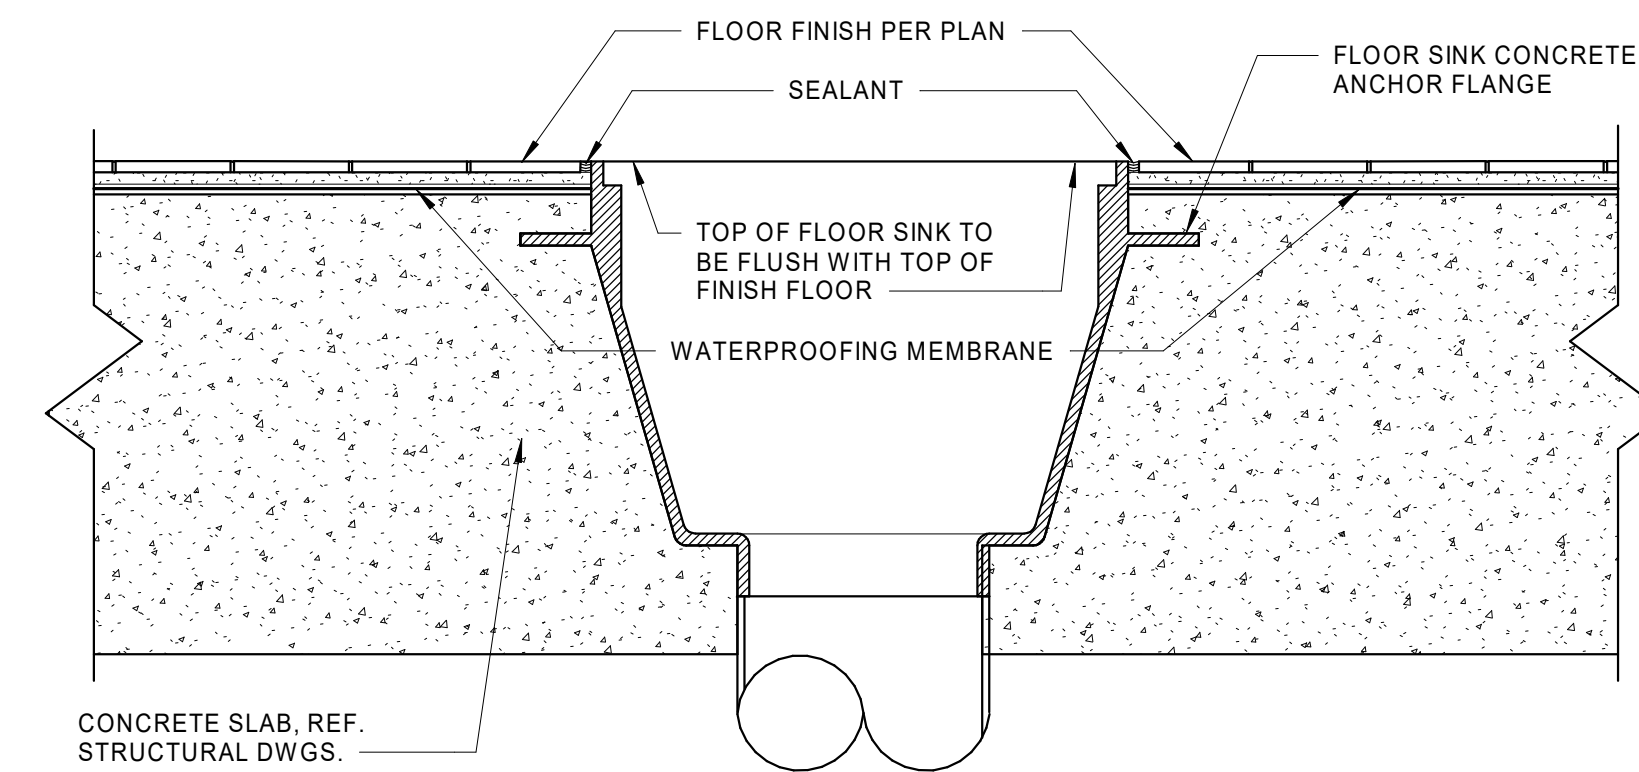 FLOOR FINISH PER PLAN
FLOOR SINK CONCRETE
ANCHOR FLANGE
SEALANT
TOP OF FLOOR SINK TO
BE FLUSH WITH TOP OF
FINISH FLOOR
WATERPROOFING MEMBRANE
CONCRETE SLAB, REF.
STRUCTURAL DWGS.